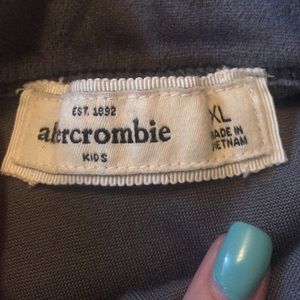 EST. 1892
abercrombie
KIDS
XL
MADE IN
VIETNAM